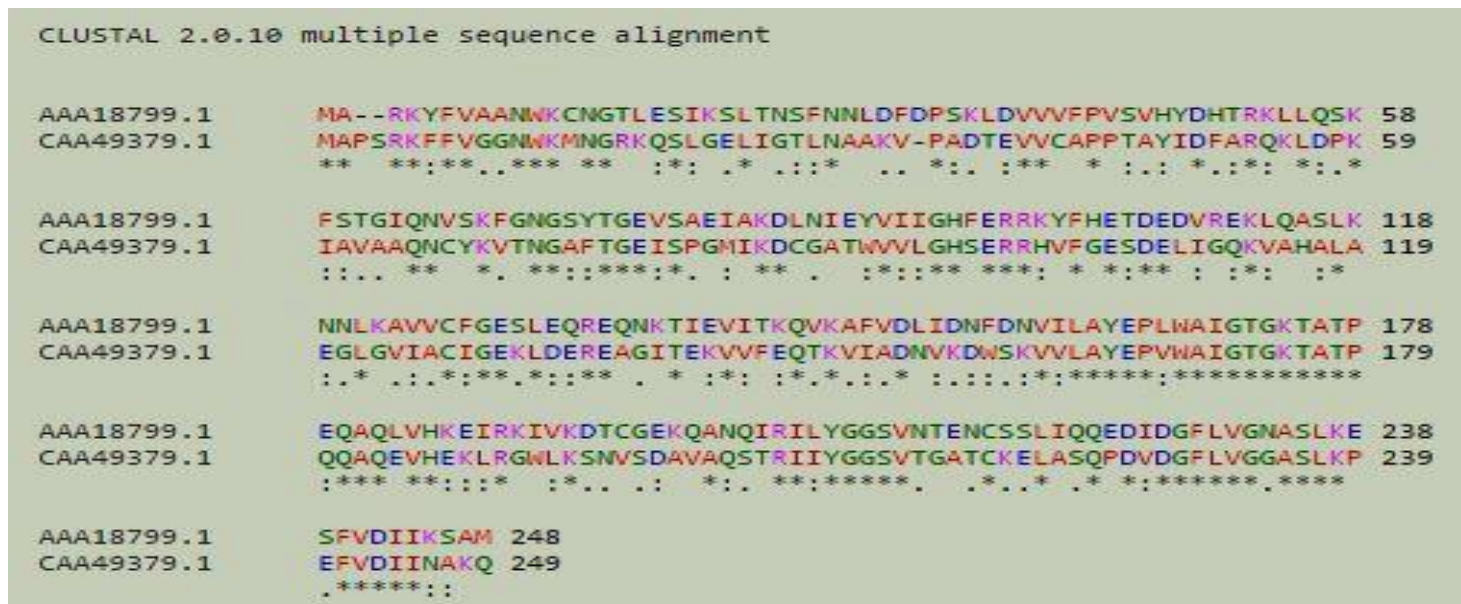 CLUSTAL 2.0.10 multiple sequence alignment
AAA18799.1 MA--RKYFVAANWKCNGTLESIKSLTNSFNNLDFDPSKLDVVVFPVSVHYDHTRKLLQSK 58
CAA49379.1 MAPSRKFFVGGNWKMNGRKQSLGELIGTLNAAKV-PADTEVVCAPPTAYIDFARQKLDPK 59
** **:**..*** ** :*: .* .::* .. *:. :** * :..: *.:*: *:.*
AAA18799.1 FSTGIQNVSKFGNGSYTGEVSAEIAKDLNIEYVIIGHFERRKYFHETDEDVREKLQASLK 118
CAA49379.1 IAVAAQNCYKVTNGAFTGEISPGMIKDCGATWVVLGHSERRHVFGESDELIGQKVAHALA 119
::.. ** *. **::***:*. : ** . :*::** ***: * *:** : :*: :*
AAA18799.1 NNLKAVVCFGESLEQREQNKTIEVITKQVKAFVDLIDNFDNVILAYEPLWAIGTGKTATP 178
CAA49379.1 EGLGVIACIGEKLDEREAGITEKVVFEQTKVIADNVKDWSKVVLAYEPVWAIGTGKTATP 179
:.* .:.*:**.*::** . * :*: :*.*.:.* :.::.:*:*****:***********
AAA18799.1 EQAQLVHKEIRKIVKDTCGEKQANQIRILYGGSVNTENCSSLIQQEDIDGFLVGNASLKE 238
CAA49379.1 QQAQEVHEKLRGWLKSNVSDAVAQSTRIIYGGSVTGATCKELASQPDVDGFLVGGASLKP 239
:*** **:::* :*.. .: *:. **:*****. .*..* .* *:******.****
AAA18799.1 SFVDIIKSAM 248
CAA49379.1 EFVDIINAKQ 249
.*****::